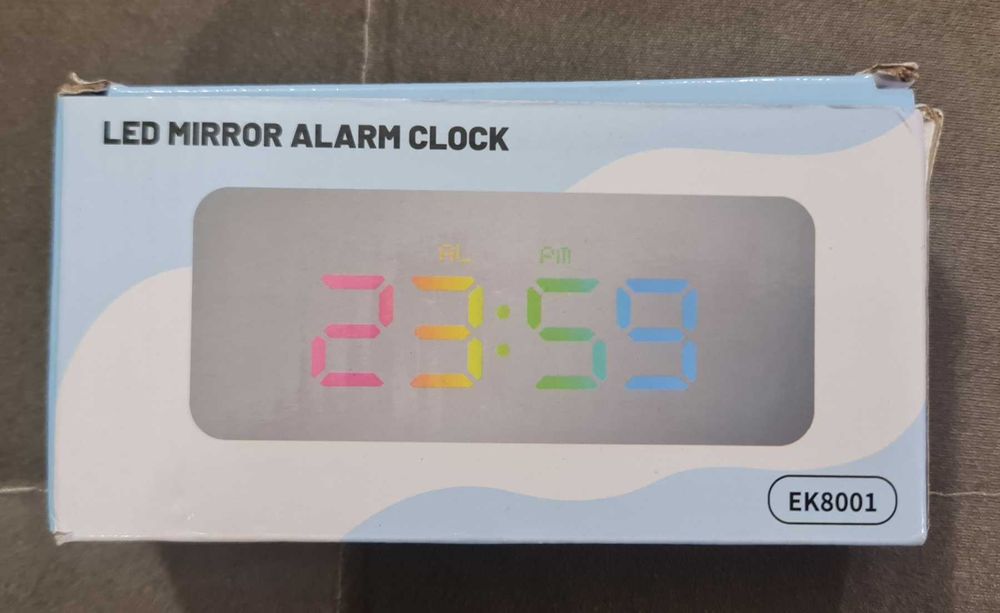 LED MIRROR ALARM CLOCK
AL PM
23:59
EK8001